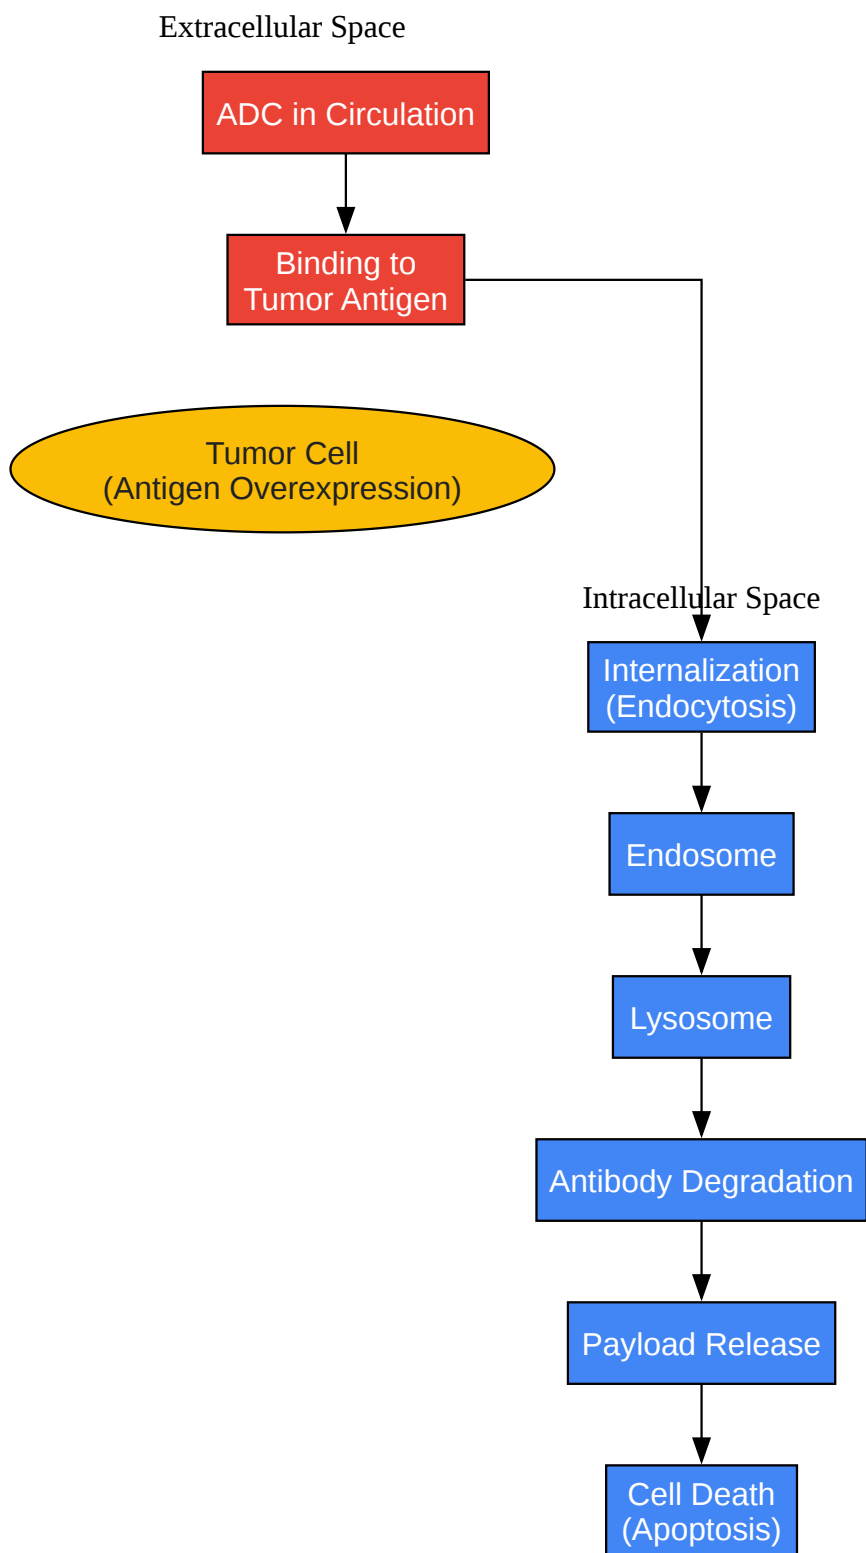 Extracellular Space
ADC in Circulation
Binding to
Tumor Antigen
Tumor Cell
(Antigen Overexpression)
Intracellular Space
Internalization
(Endocytosis)
Endosome
Lysosome
Antibody Degradation
Payload Release
Cell Death
(Apoptosis)